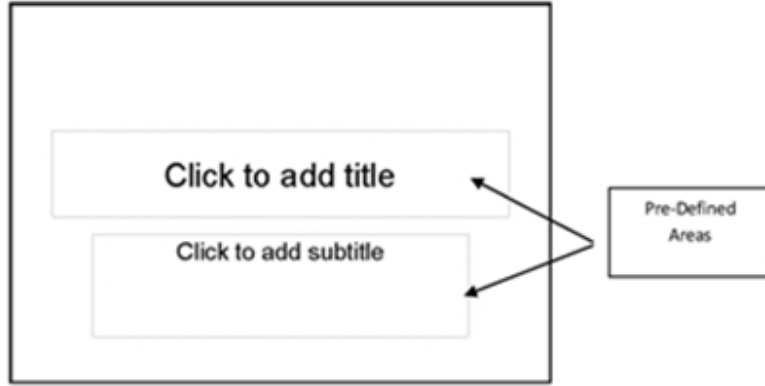 Click to add title
Click to add subtitle
Pre-Defined
Areas